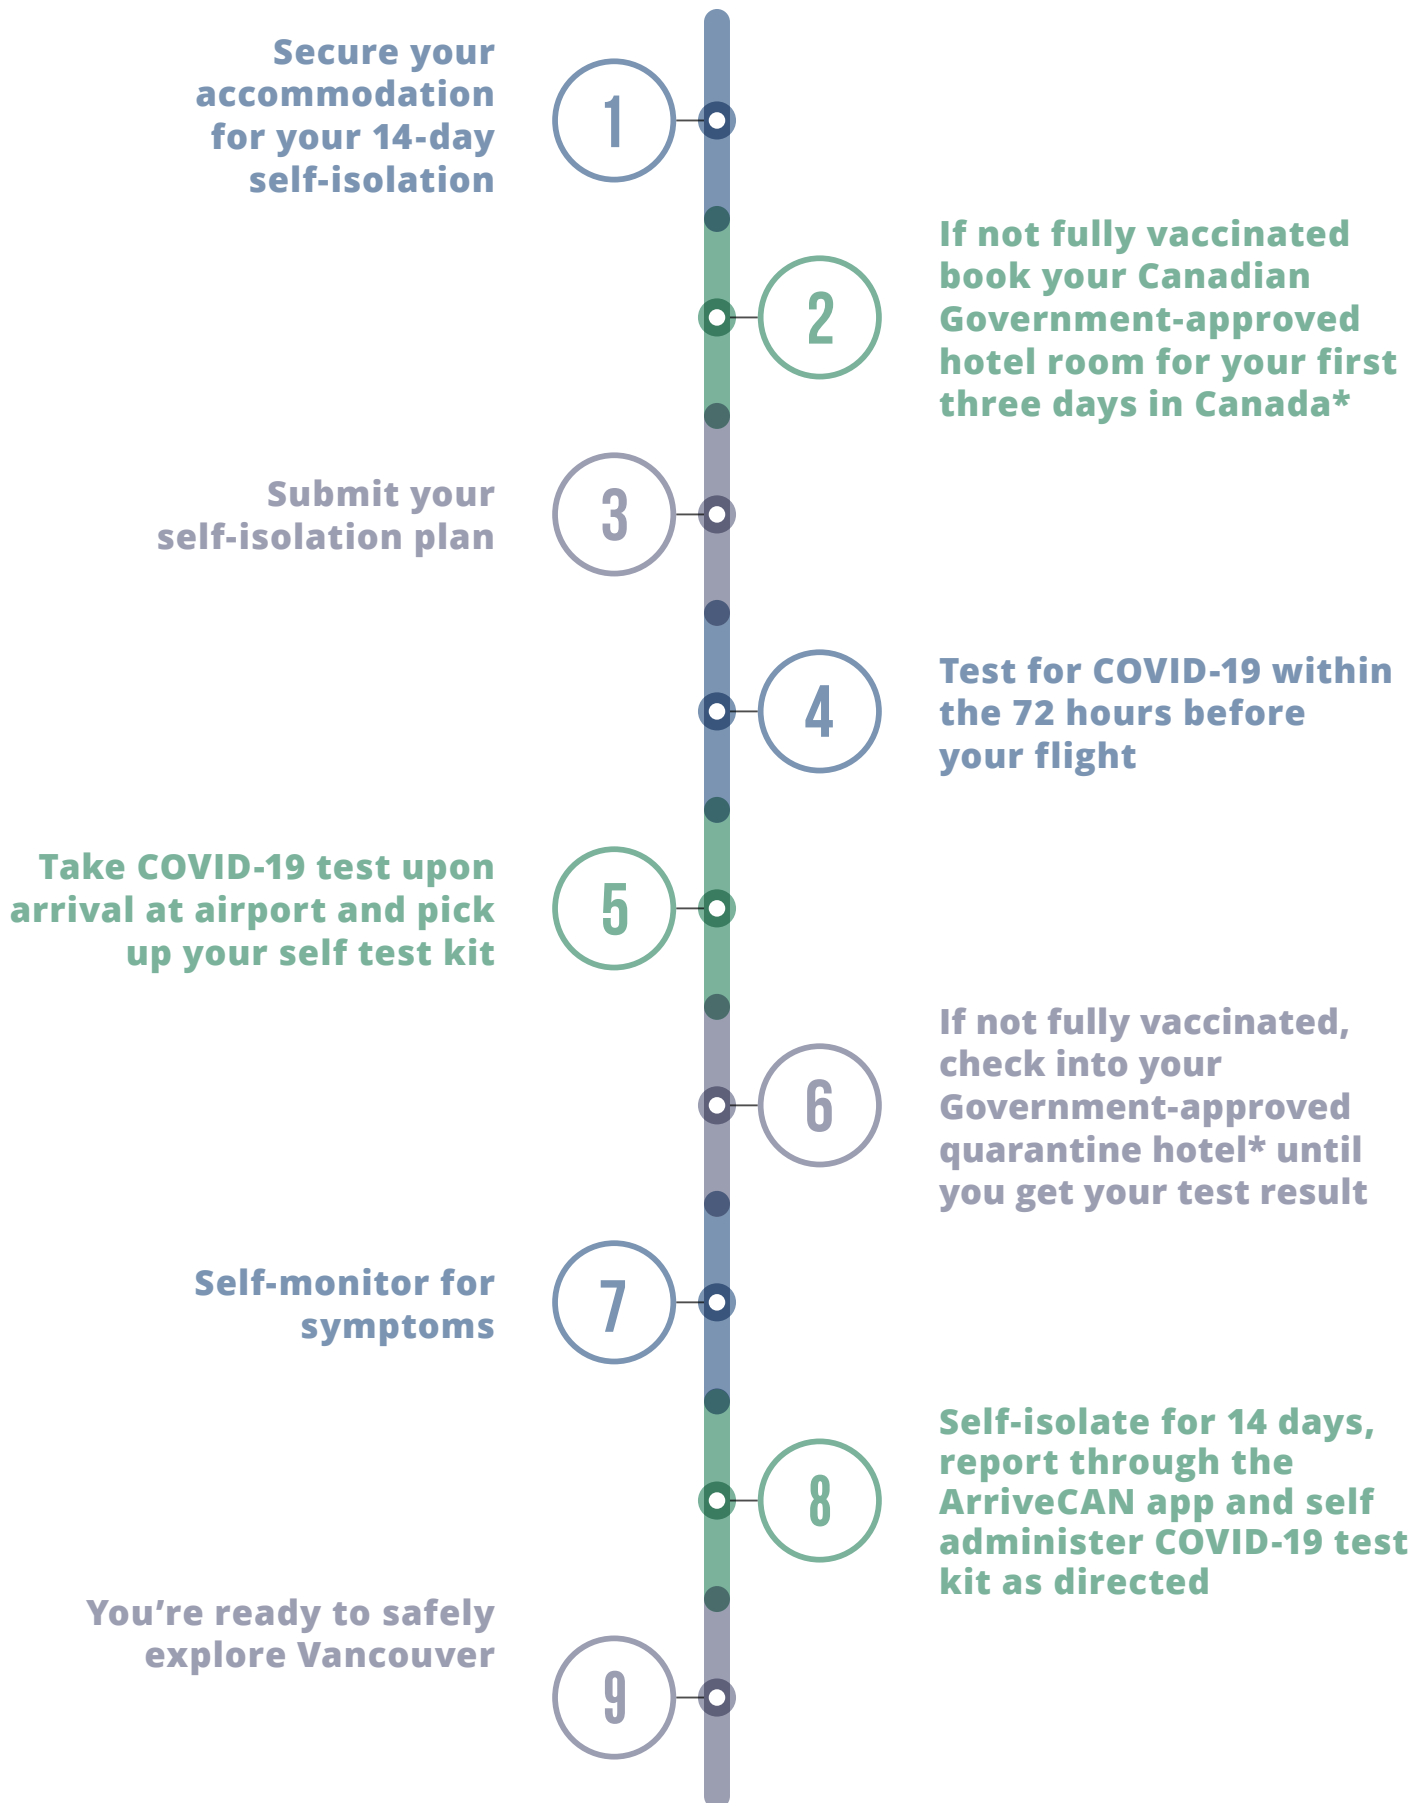 Secure your
accommodation
for your 14-day
self-isolation
1
If not fully vaccinated
book your Canadian
Government-approved
hotel room for your first
three days in Canada*
2
Submit your
self-isolation plan
3
Test for COVID-19 within
the 72 hours before
your flight
4
Take COVID-19 test upon
arrival at airport and pick
up your self test kit
5
If not fully vaccinated,
check into your
Government-approved
quarantine hotel* until
you get your test result
6
Self-monitor for
symptoms
7
Self-isolate for 14 days,
report through the
ArriveCAN app and self
administer COVID-19 test
kit as directed
8
You’re ready to safely
explore Vancouver
9